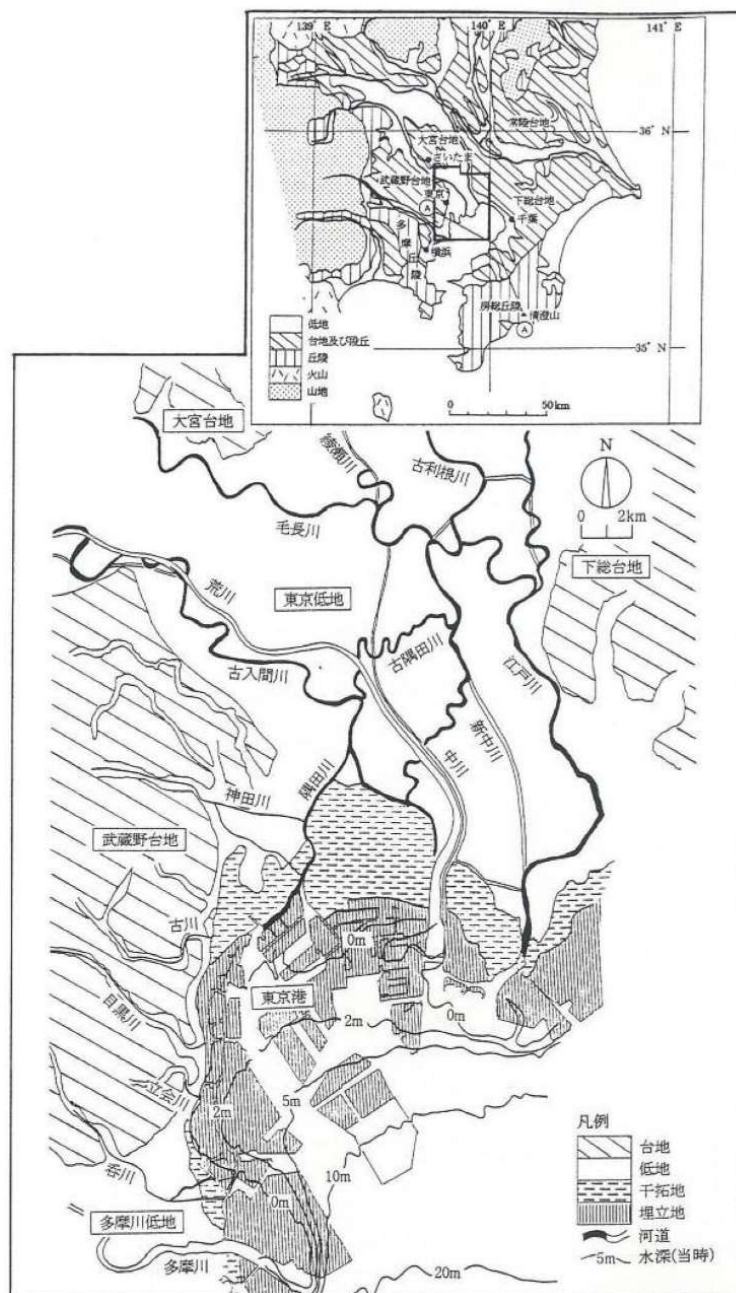 139° E
140° E
141° E
36° N
35° N
常陸台地
大宮台地
さいたま
武蔵野台地
東京
A
下総台地
千葉
多摩丘陵
横浜
房総丘陵
清澄山
A
低地
台地及び段丘
丘陵
火山
山地
0 50km
大宮台地
綾瀬川
古利根川
N
0 2km
毛長川
下総台地
荒川
東京低地
古隅田川
江戸川
古入間川
新中川
中川
隅田川
神田川
武蔵野台地
古川
0m
東京港
目黒川
2m
0m
立会川
2m
5m
呑川
10m
0m
多摩川低地
多摩川
20m
凡例
台地
低地
干拓地
埋立地
河道
5m 水深(当時)